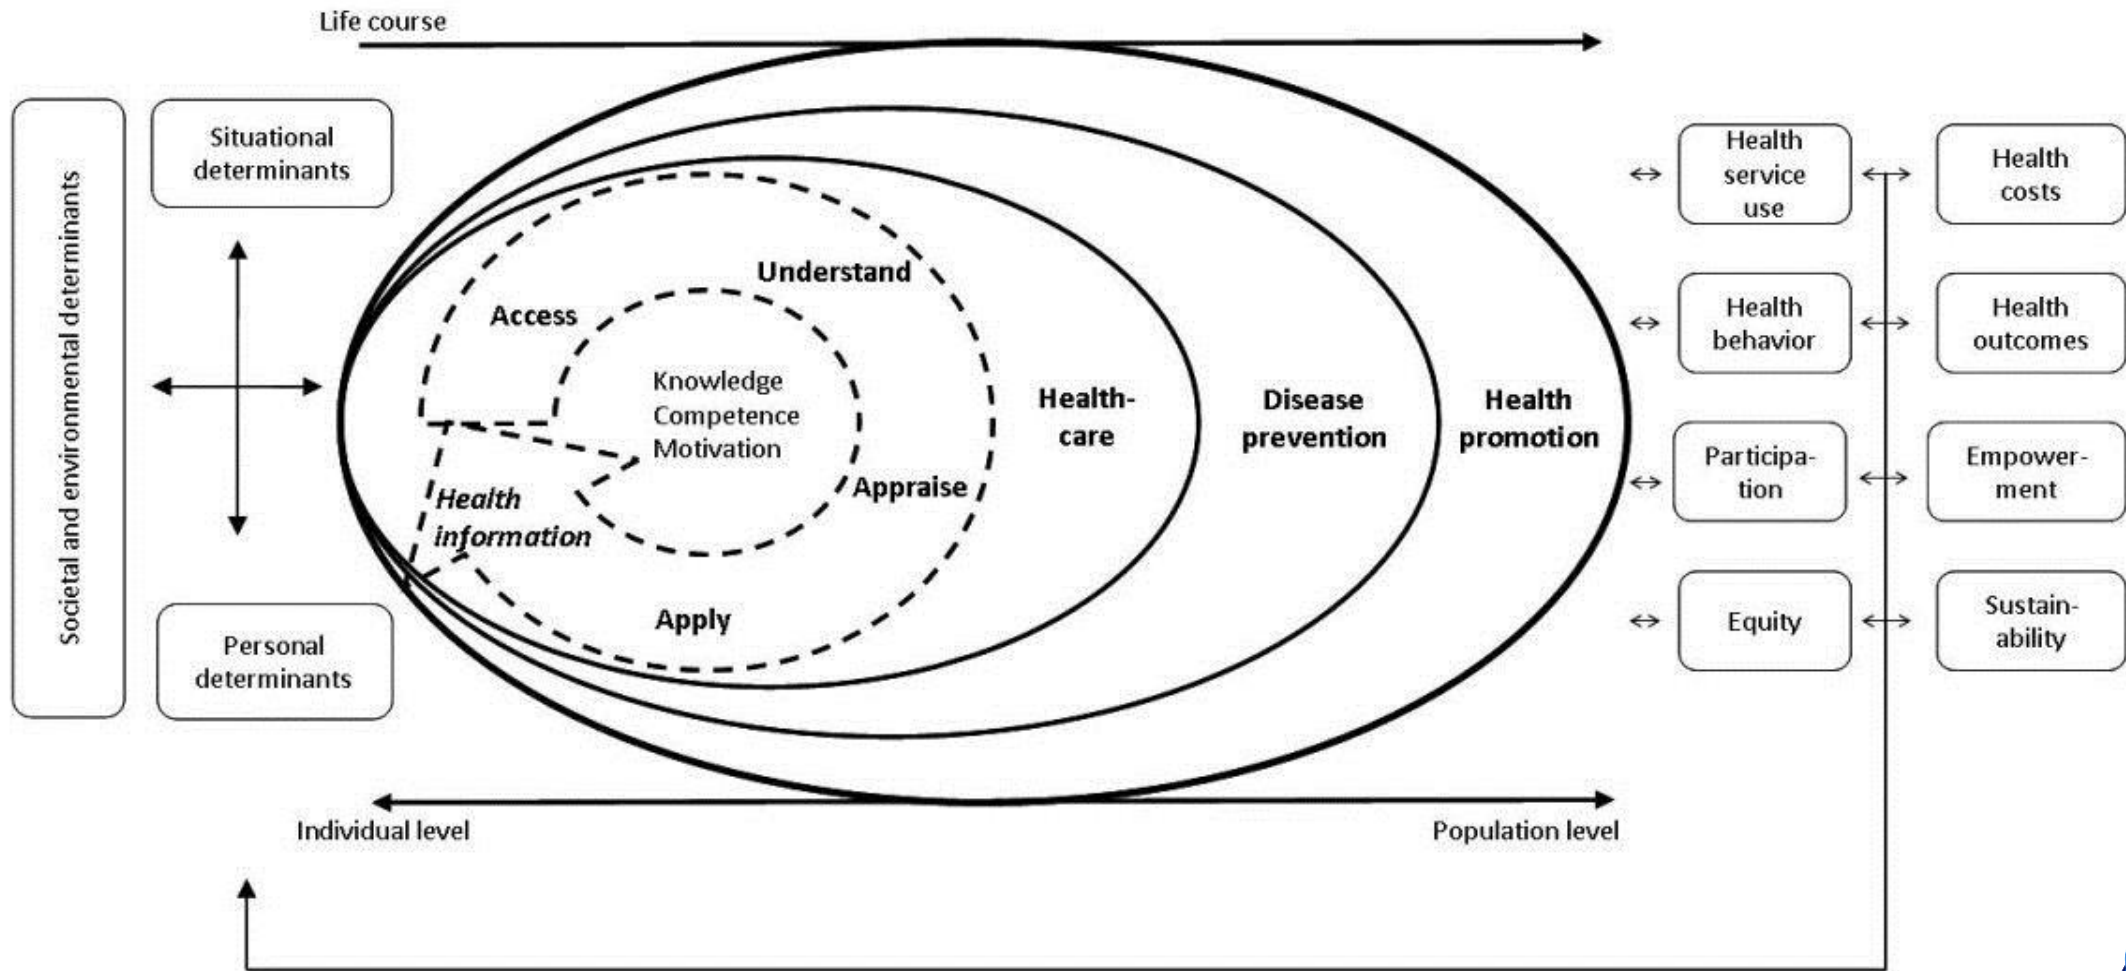 Life course
Societal and environmental determinants
Situational
determinants
Personal
determinants
Access
Understand
Knowledge
Competence
Motivation
Appraise
Health
information
Apply
Health-
care
Disease
prevention
Health
promotion
Health
service
use
Health
costs
Health
behavior
Health
outcomes
Participa-
tion
Empower-
ment
Equity
Sustain-
ability
Individual level
Population level